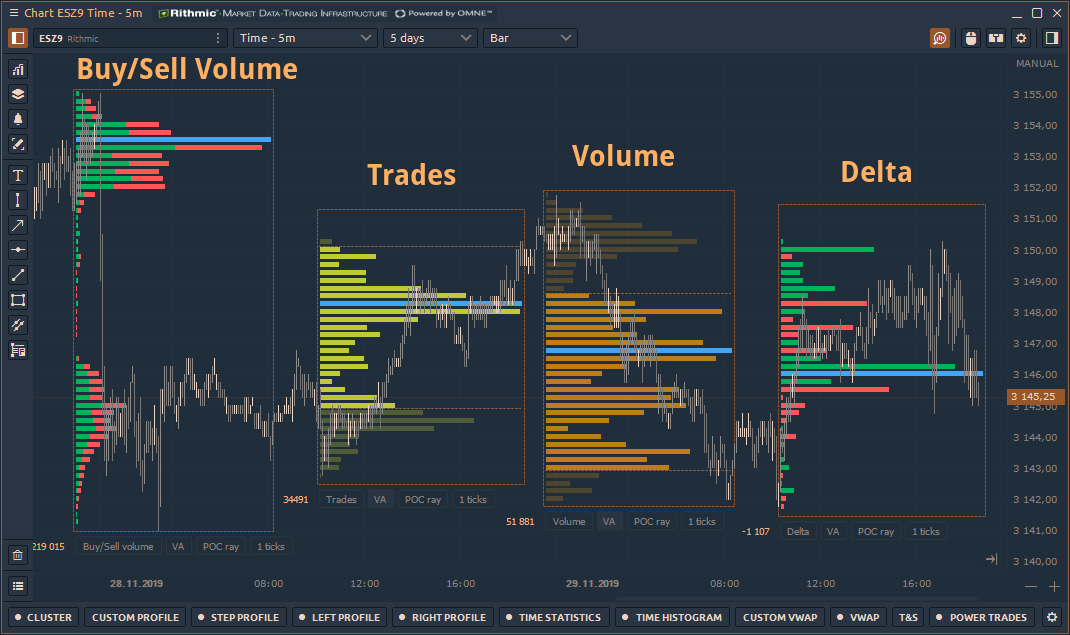 Chart ESZ9 Time - 5m
Rithmic™-Market Data-Trading Infrastructure
Powered by OMNE™
ESZ9 Rithmic
Time - 5m
5 days
Bar
MANUAL
Buy/Sell Volume
Trades
Volume
Delta
3 155,00
3 154,00
3 153,00
3 152,00
3 151,00
3 150,00
3 149,00
3 148,00
3 147,00
3 146,00
3 145,25
3 145,00
3 144,00
3 143,00
3 142,00
3 141,00
3 140,00
34491 Trades VA POC ray 1 ticks
51 881 Volume VA POC ray 1 ticks
-1 107 Delta VA POC ray 1 ticks
219 015 Buy/Sell volume VA POC ray 1 ticks
28.11.2019 08:00 12:00 16:00 29.11.2019 08:00 12:00 16:00
CLUSTER CUSTOM PROFILE STEP PROFILE LEFT PROFILE RIGHT PROFILE TIME STATISTICS TIME HISTOGRAM CUSTOM VWAP VWAP T&S POWER TRADES